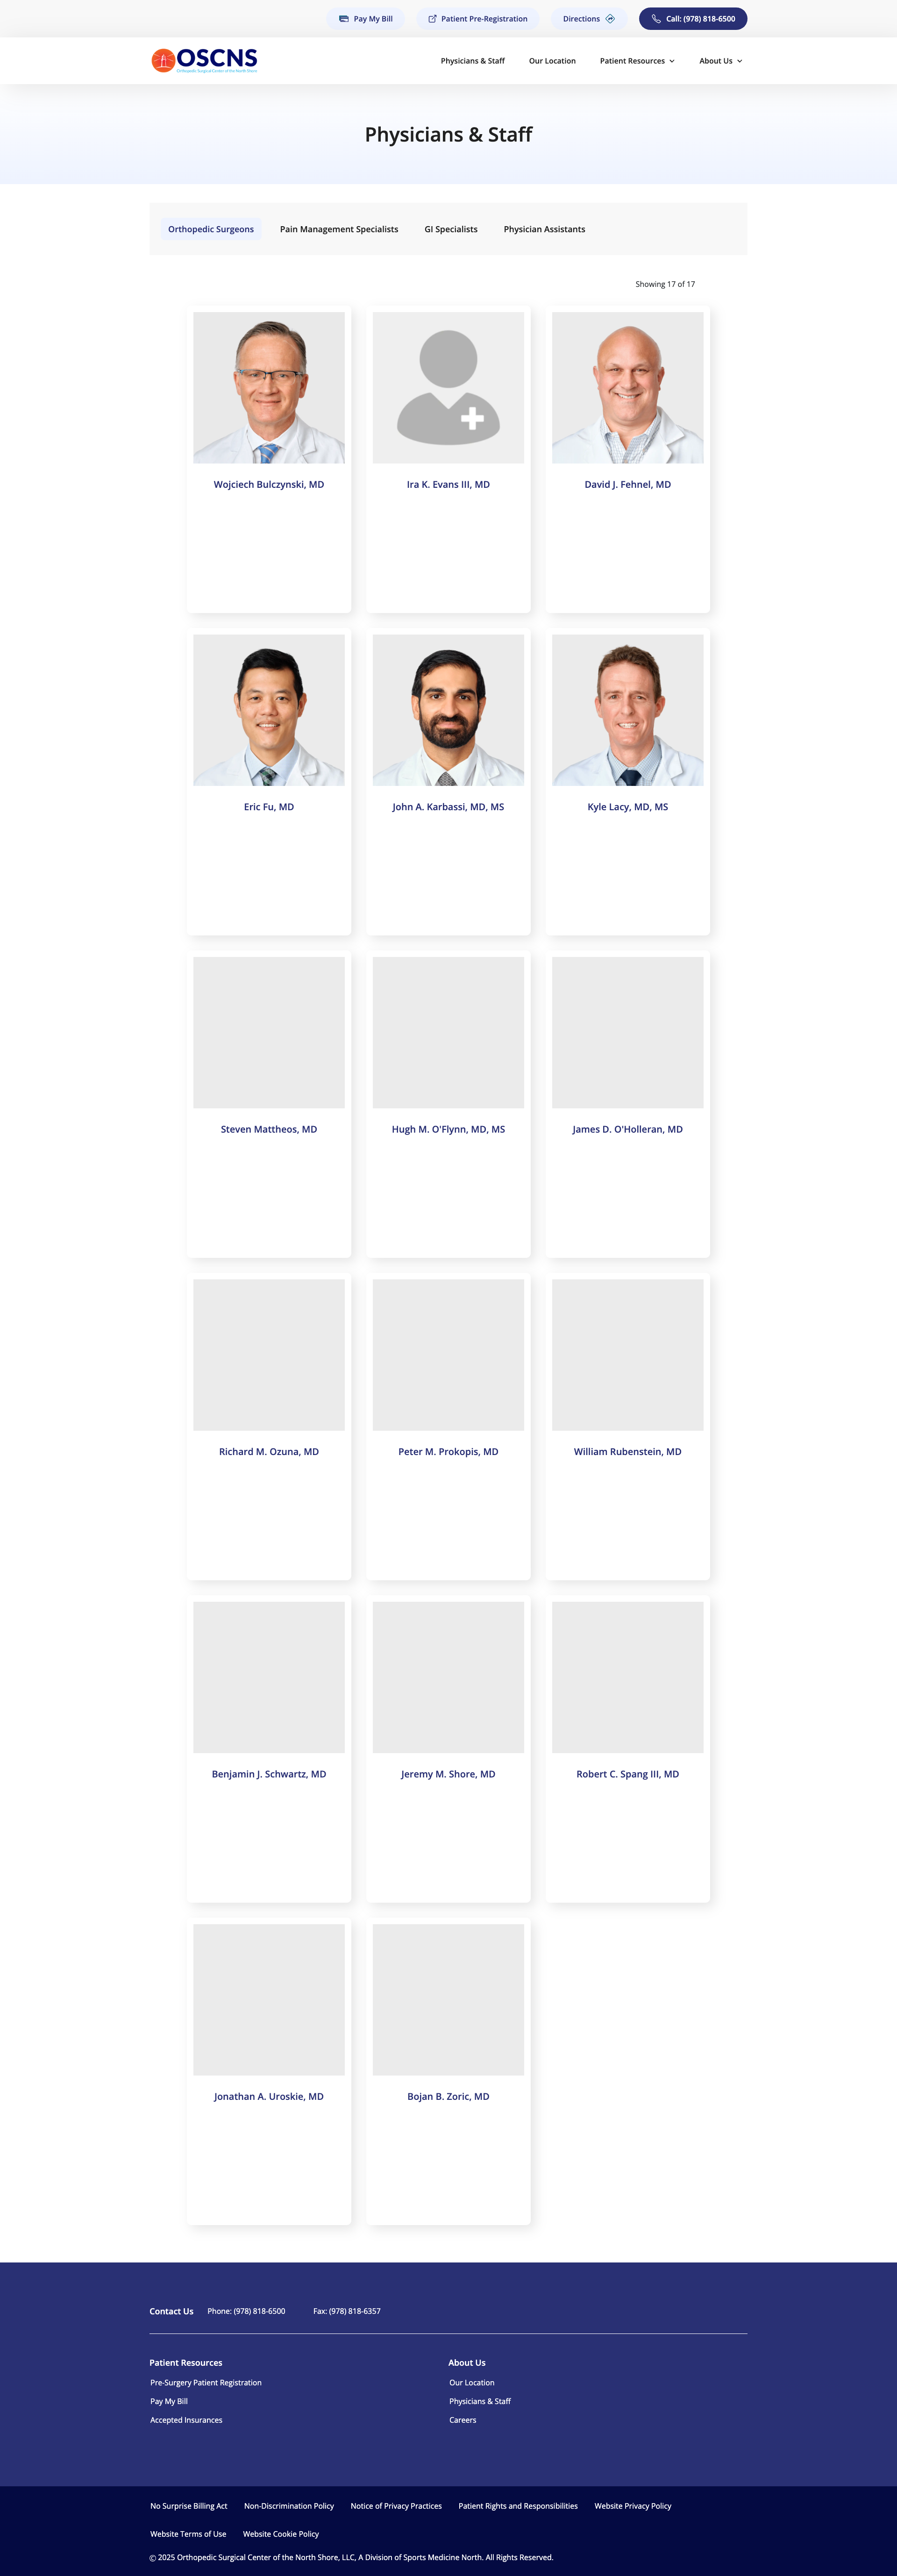 Pay My Bill
Patient Pre-Registration
Directions
Call: (978) 818-6500
OSCNS
Orthopedic Surgical Center of the North Shore
Physicians & Staff
Our Location
Patient Resources
About Us
Physicians & Staff
Orthopedic Surgeons
Pain Management Specialists
GI Specialists
Physician Assistants
Showing 17 of 17
Wojciech Bulczynski, MD
Ira K. Evans III, MD
David J. Fehnel, MD
Eric Fu, MD
John A. Karbassi, MD, MS
Kyle Lacy, MD, MS
Steven Mattheos, MD
Hugh M. O'Flynn, MD, MS
James D. O'Holleran, MD
Richard M. Ozuna, MD
Peter M. Prokopis, MD
William Rubenstein, MD
Benjamin J. Schwartz, MD
Jeremy M. Shore, MD
Robert C. Spang III, MD
Jonathan A. Uroskie, MD
Bojan B. Zoric, MD
Contact Us
Phone: (978) 818-6500
Fax: (978) 818-6357
Patient Resources
Pre-Surgery Patient Registration
Pay My Bill
Accepted Insurances
About Us
Our Location
Physicians & Staff
Careers
No Surprise Billing Act
Non-Discrimination Policy
Notice of Privacy Practices
Patient Rights and Responsibilities
Website Privacy Policy
Website Terms of Use
Website Cookie Policy
© 2025 Orthopedic Surgical Center of the North Shore, LLC, A Division of Sports Medicine North. All Rights Reserved.